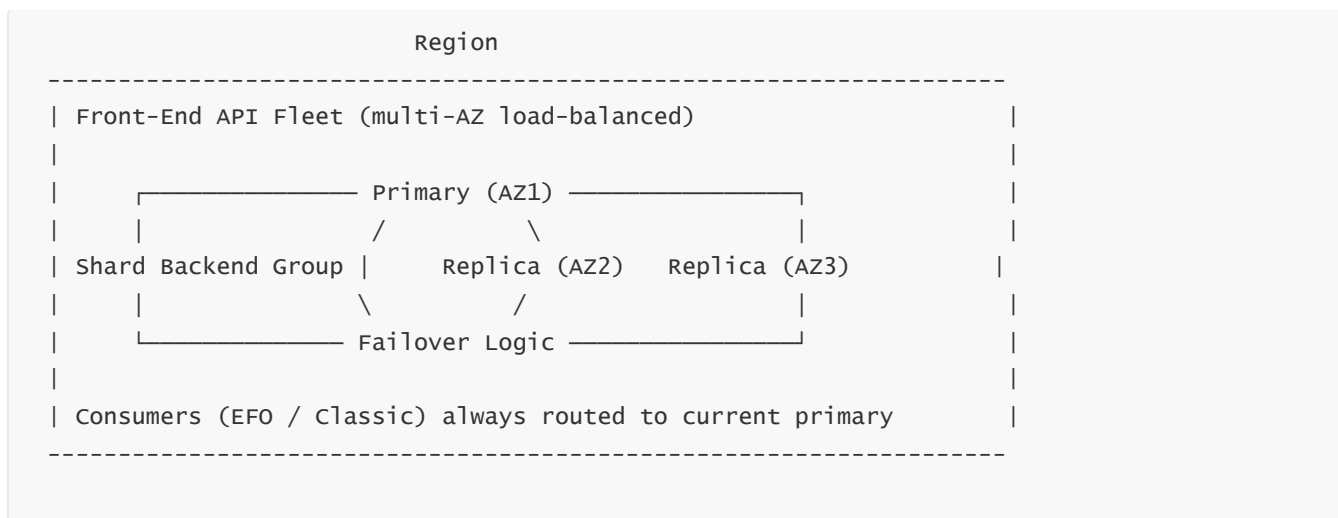 Region
-------------------------------------------------------------------
| Front-End API Fleet (multi-AZ load-balanced)                      |
|                                                                   |
|     ┌─────────────── Primary (AZ1) ────────────────┐              |
|     |                /          \                  |              |
| Shard Backend Group |     Replica (AZ2)   Replica (AZ3)          |
|     |               \          /                   |              |
|     └────────────── Failover Logic ────────────────┘              |
|                                                                   |
| Consumers (EFO / Classic) always routed to current primary        |
-------------------------------------------------------------------